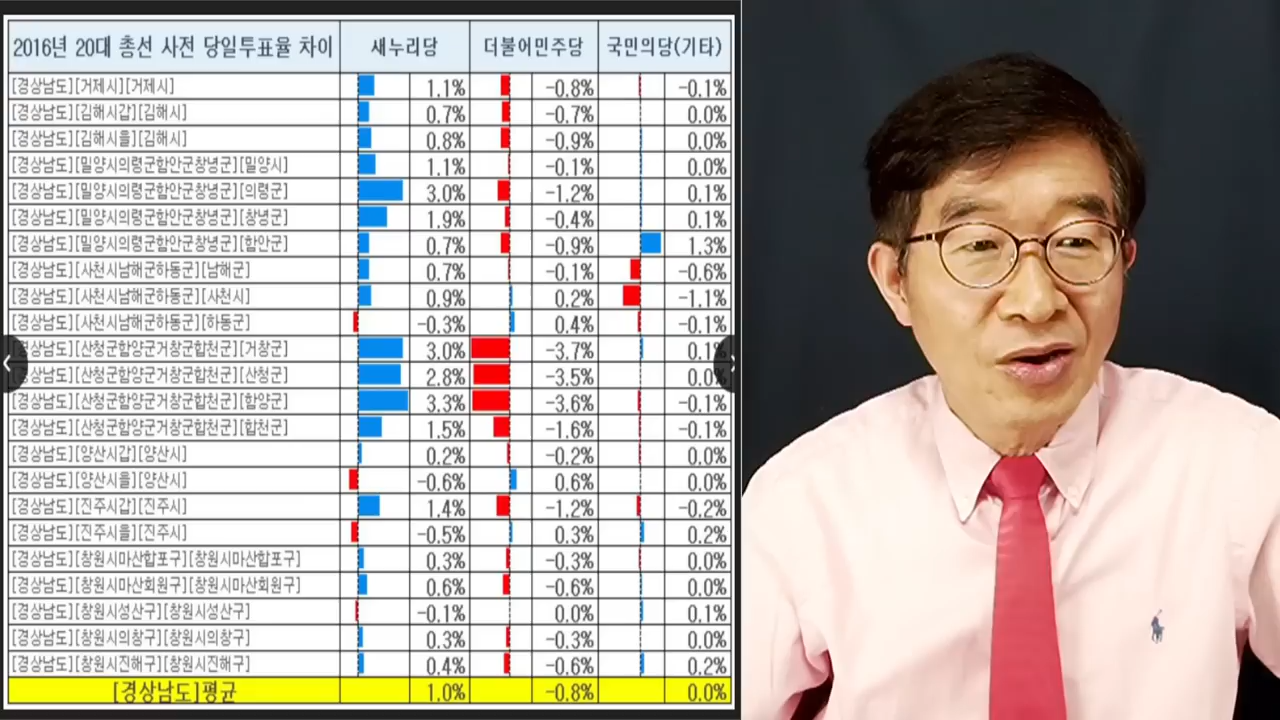 2016년 20대 총선 사전 당일투표율 차이 새누리당 더불어민주당 국민의당(기타)
[경상남도][거제시][거제시] 1.1% -0.8% -0.1%
[경상남도][김해시갑][김해시] 0.7% -0.7% 0.0%
[경상남도][김해시을][김해시] 0.8% -0.9% 0.0%
[경상남도][밀양시의령군함안군창녕군][밀양시] 1.1% -0.1% 0.0%
[경상남도][밀양시의령군함안군창녕군][의령군] 3.0% -1.2% 0.1%
[경상남도][밀양시의령군함안군창녕군][창녕군] 1.9% -0.4% 0.1%
[경상남도][밀양시의령군함안군창녕군][함안군] 0.7% -0.9% 1.3%
[경상남도][사천시남해군하동군][남해군] 0.7% -0.1% -0.6%
[경상남도][사천시남해군하동군][사천시] 0.9% 0.2% -1.1%
[경상남도][사천시남해군하동군][하동군] -0.3% 0.4% -0.1%
[경상남도][산청군함양군거창군합천군][거창군] 3.0% -3.7% 0.1%
[경상남도][산청군함양군거창군합천군][산청군] 2.8% -3.5% 0.0%
[경상남도][산청군함양군거창군합천군][함양군] 3.3% -3.6% -0.1%
[경상남도][산청군함양군거창군합천군][합천군] 1.5% -1.6% -0.1%
[경상남도][양산시갑][양산시] 0.2% -0.2% 0.0%
[경상남도][양산시을][양산시] -0.6% 0.6% 0.0%
[경상남도][진주시갑][진주시] 1.4% -1.2% -0.2%
[경상남도][진주시을][진주시] -0.5% 0.3% 0.2%
[경상남도][창원시마산합포구][창원시마산합포구] 0.3% -0.3% 0.0%
[경상남도][창원시마산회원구][창원시마산회원구] 0.6% -0.6% 0.0%
[경상남도][창원시성산구][창원시성산구] -0.1% 0.0% 0.1%
[경상남도][창원시의창구][창원시의창구] 0.3% -0.3% 0.0%
[경상남도][창원시진해구][창원시진해구] 0.4% -0.6% 0.2%
[경상남도]평균 1.0% -0.8% 0.0%